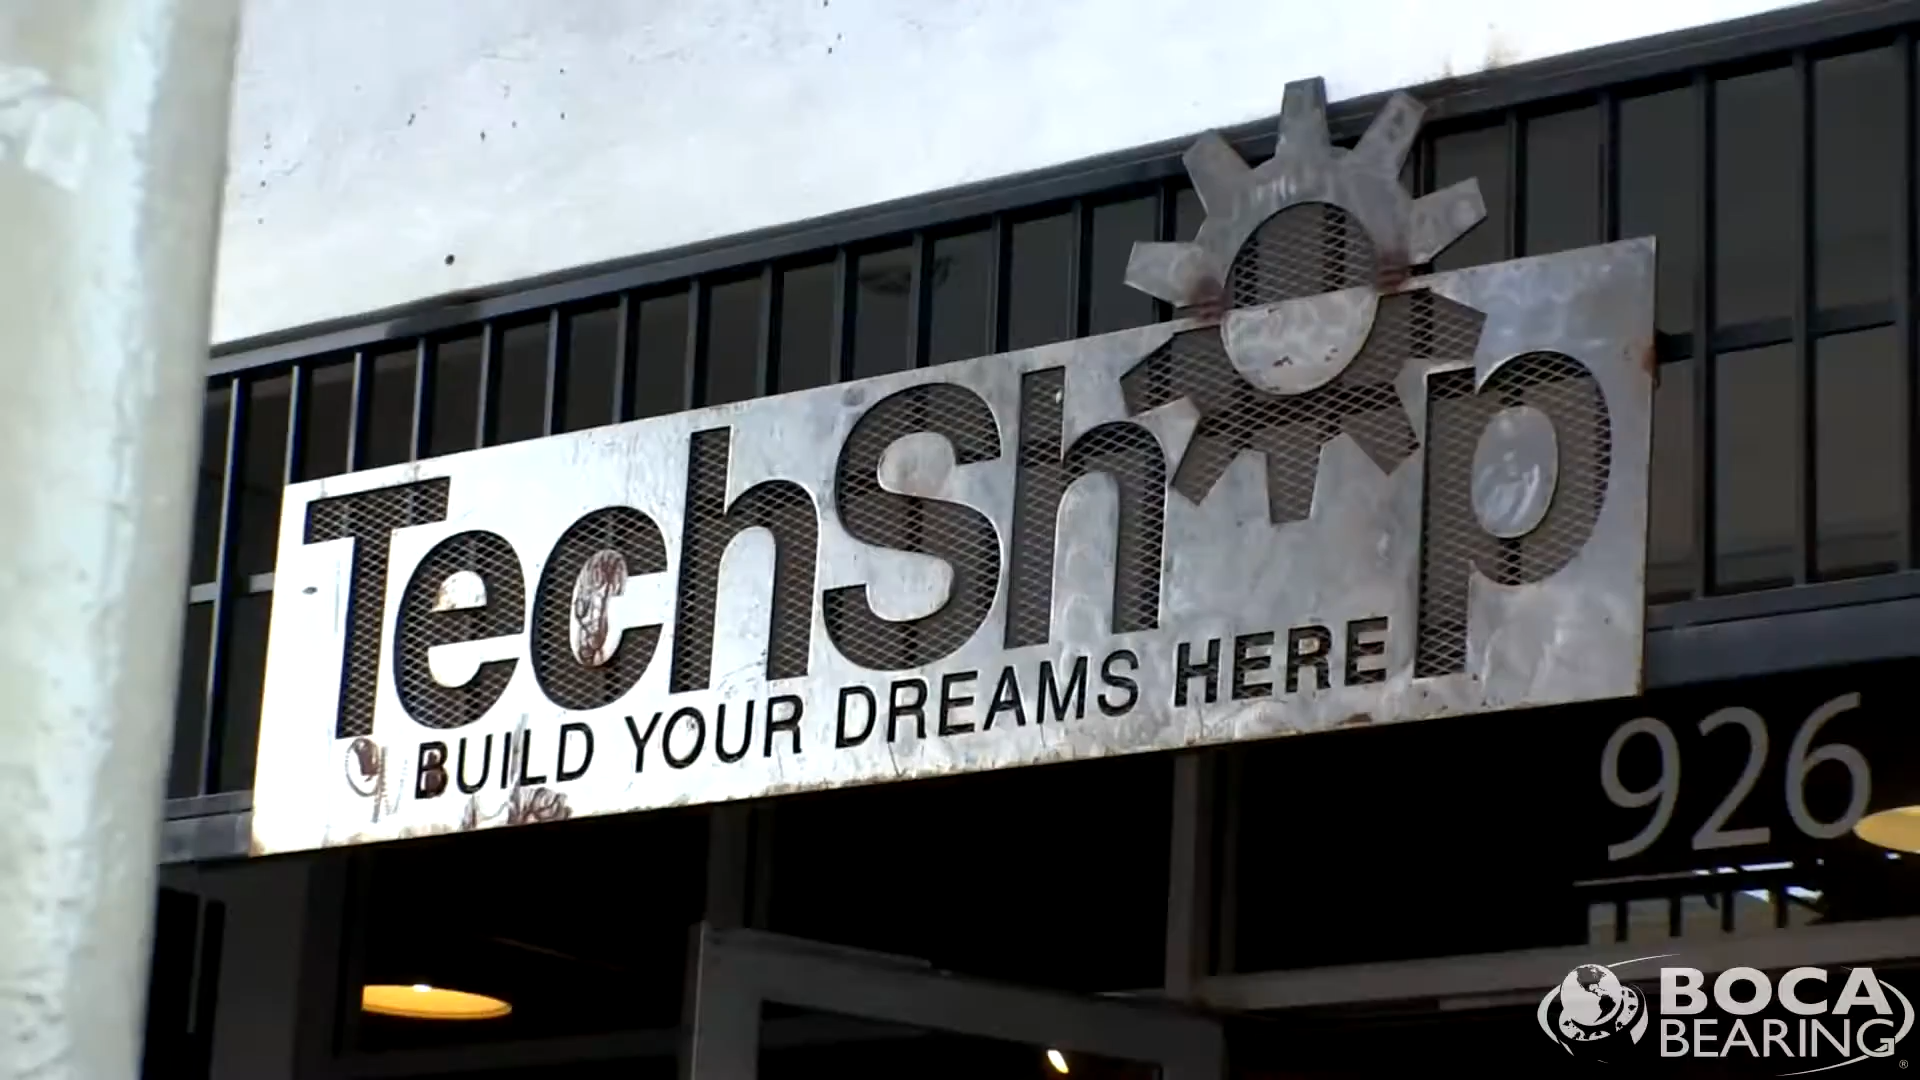 TechShop
BUILD YOUR DREAMS HERE
926
BOCA
BEARING